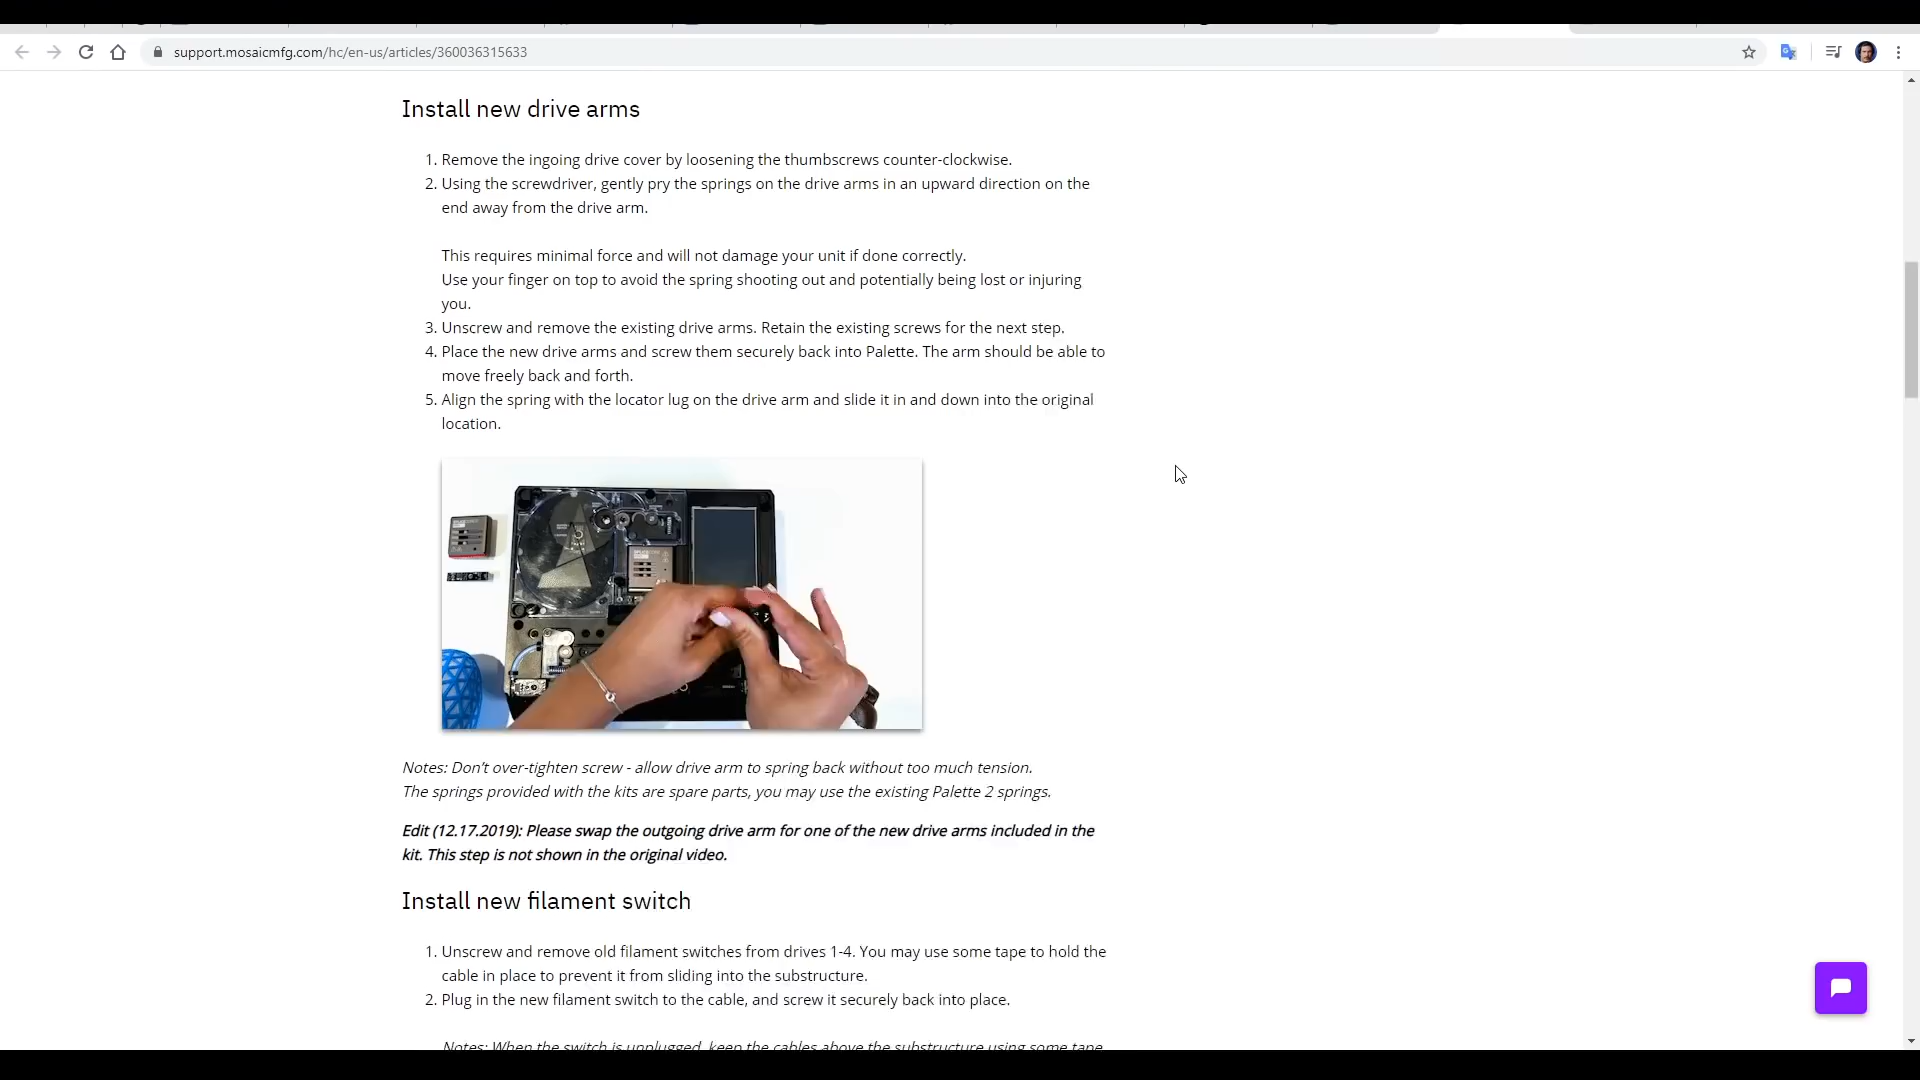 support.mosaicmfg.com/hc/en-us/articles/360036315633
Install new drive arms
1. Remove the ingoing drive cover by loosening the thumbscrews counter-clockwise.
2. Using the screwdriver, gently pry the springs on the drive arms in an upward direction on the
end away from the drive arm.
This requires minimal force and will not damage your unit if done correctly.
Use your finger on top to avoid the spring shooting out and potentially being lost or injuring
you.
3. Unscrew and remove the existing drive arms. Retain the existing screws for the next step.
4. Place the new drive arms and screw them securely back into Palette. The arm should be able to
move freely back and forth.
5. Align the spring with the locator lug on the drive arm and slide it in and down into the original
location.
Notes: Don't over-tighten screw - allow drive arm to spring back without too much tension.
The springs provided with the kits are spare parts, you may use the existing Palette 2 springs.
Edit (12.17.2019): Please swap the outgoing drive arm for one of the new drive arms included in the
kit. This step is not shown in the original video.
Install new filament switch
1. Unscrew and remove old filament switches from drives 1-4. You may use some tape to hold the
cable in place to prevent it from sliding into the substructure.
2. Plug in the new filament switch to the cable, and screw it securely back into place.
Notes: When the switch is unplugged, keep the cables above the substructure using some tape